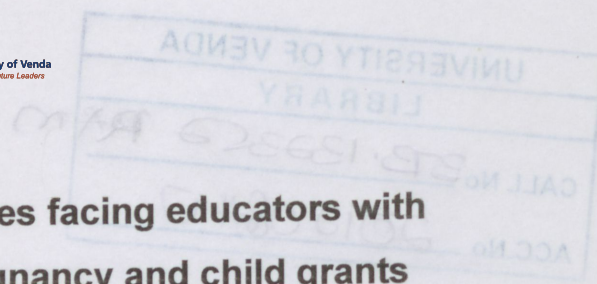 y of Venda
ture Leaders
UNIVERSITY OF VENDA
LIBRARY
CALL No
ACC.No
es facing educators with
gnancy and child grants